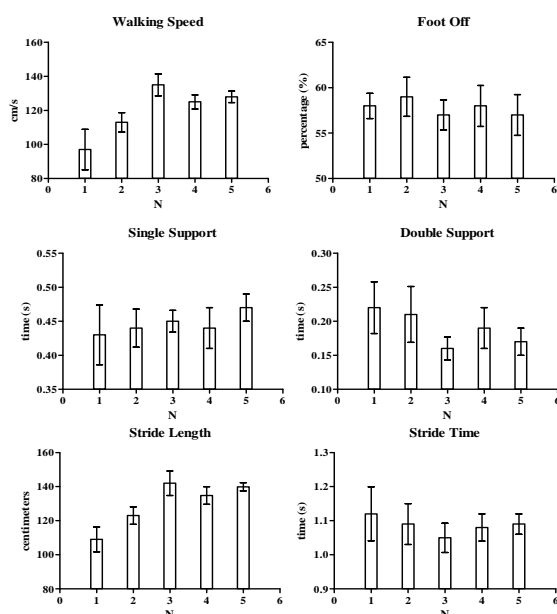 Walking Speed
160
140
120
100
80
cm/s
0 1 2 3 4 5 6
N
Foot Off
65
60
55
50
percentage (%)
0 1 2 3 4 5 6
N
Single Support
0.55
0.50
0.45
0.40
0.35
time (s)
0 1 2 3 4 5 6
N
Double Support
0.30
0.25
0.20
0.15
0.10
time (s)
0 1 2 3 4 5 6
N
Stride Length
160
140
120
100
80
centimeters
0 1 2 3 4 5 6
N
Stride Time
1.3
1.2
1.1
1.0
0.9
time (s)
0 1 2 3 4 5 6
N